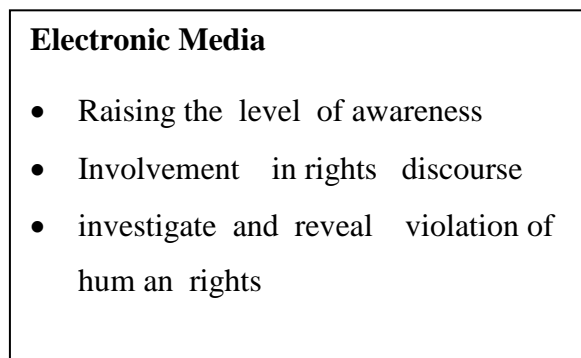 Electronic Media
• Raising the level of awareness
• Involvement in rights discourse
• investigate and reveal violation of
hum an rights